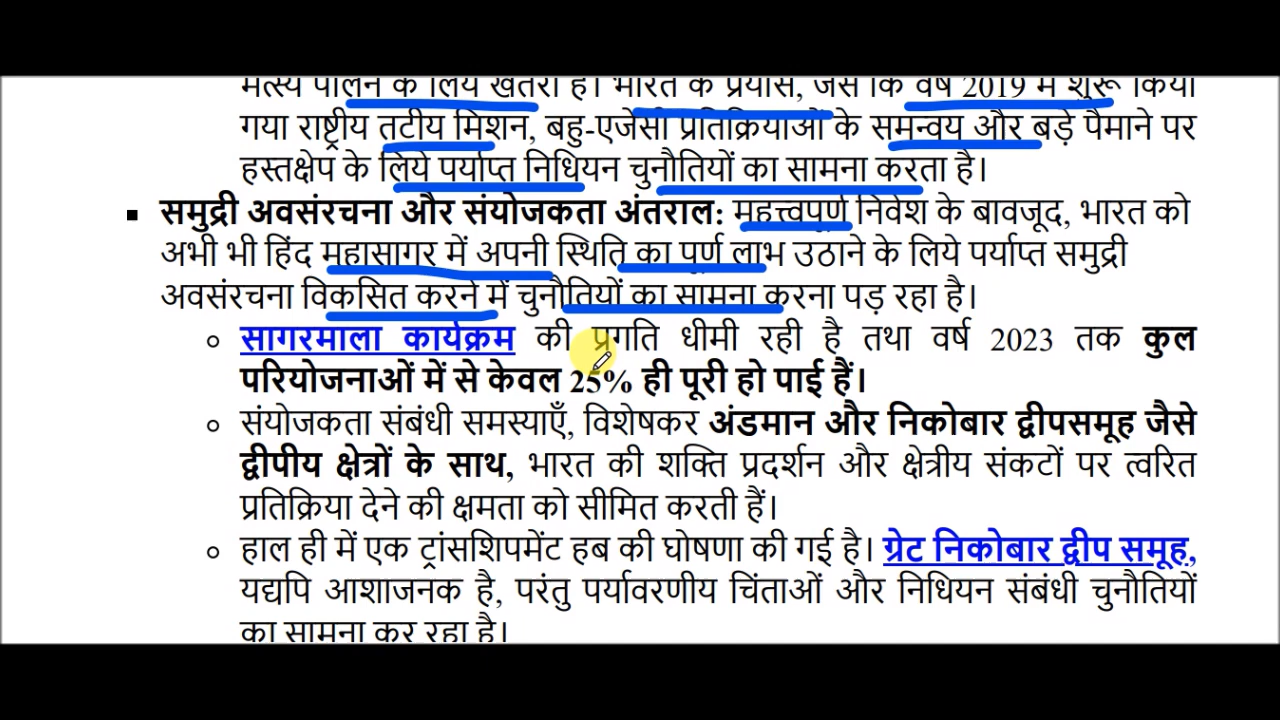 मत्स्य पालन के लिये खतरा है। भारत के प्रयास, जैसे कि वर्ष 2019 में शुरू किया
गया राष्ट्रीय तटीय मिशन, बहु-एजेंसी प्रतिक्रियाओं के समन्वय और बड़े पैमाने पर
हस्तक्षेप के लिये पर्याप्त निधियन चुनौतियों का सामना करता है।
▪ समुद्री अवसंरचना और संयोजकता अंतराल: महत्त्वपूर्ण निवेश के बावजूद, भारत को
अभी भी हिंद महासागर में अपनी स्थिति का पूर्ण लाभ उठाने के लिये पर्याप्त समुद्री
अवसंरचना विकसित करने में चुनौतियों का सामना करना पड़ रहा है।
○ सागरमाला कार्यक्रम की प्रगति धीमी रही है तथा वर्ष 2023 तक कुल
परियोजनाओं में से केवल 25% ही पूरी हो पाई हैं।
○ संयोजकता संबंधी समस्याएँ, विशेषकर अंडमान और निकोबार द्वीपसमूह जैसे
द्वीपीय क्षेत्रों के साथ, भारत की शक्ति प्रदर्शन और क्षेत्रीय संकटों पर त्वरित
प्रतिक्रिया देने की क्षमता को सीमित करती हैं।
○ हाल ही में एक ट्रांसशिपमेंट हब की घोषणा की गई है। ग्रेट निकोबार द्वीप समूह,
यद्यपि आशाजनक है, परंतु पर्यावरणीय चिंताओं और निधियन संबंधी चुनौतियों
का सामना कर रहा है।